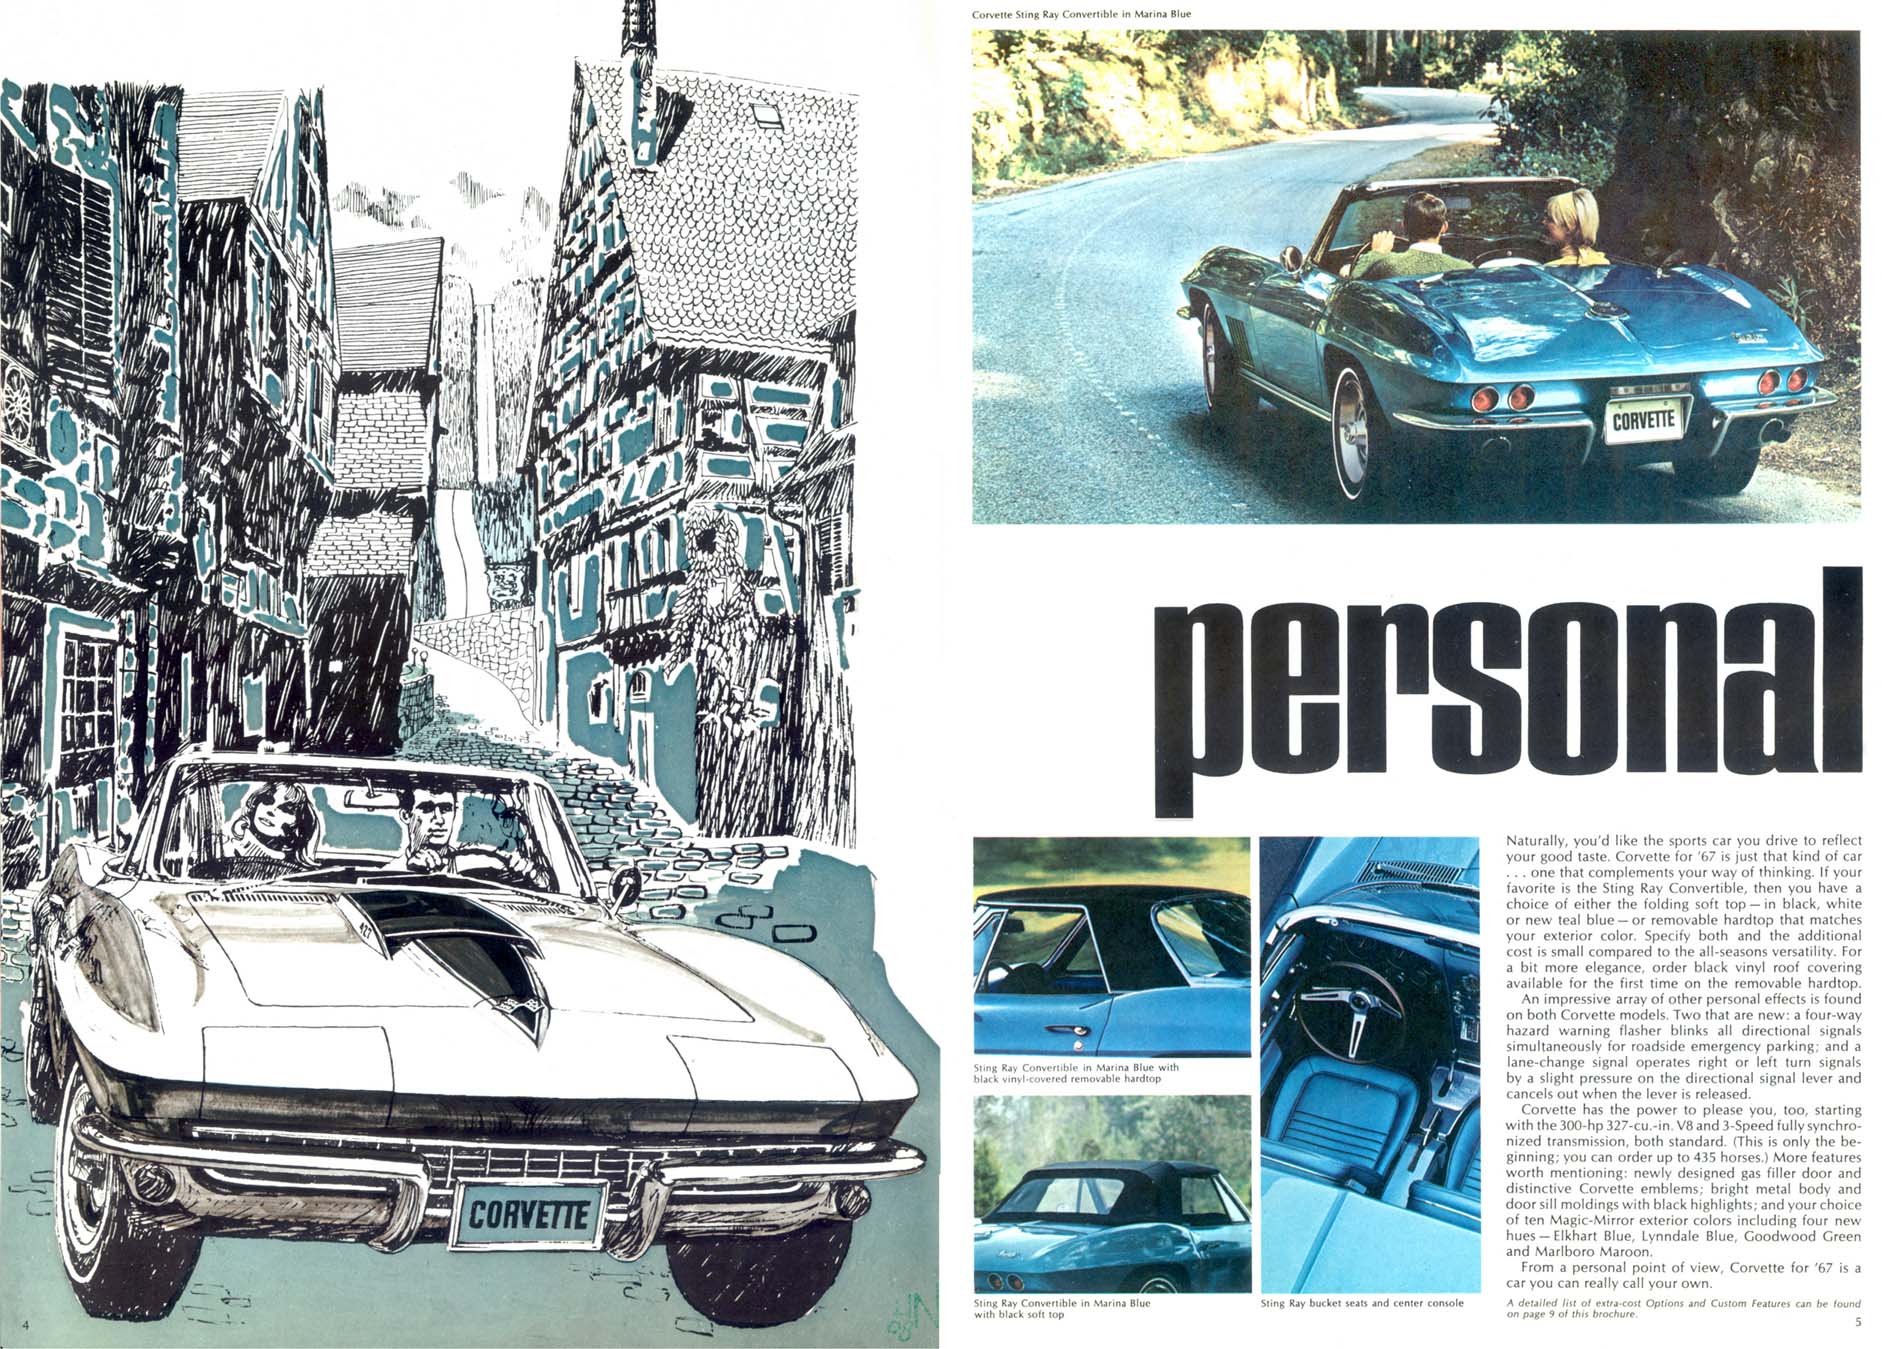 427
CORVETTE
4
Corvette Sting Ray Convertible in Marina Blue
CORVETTE
personal
Sting Ray Convertible in Marina Blue with
black vinyl-covered removable hardtop
Sting Ray Convertible in Marina Blue
with black soft top
Sting Ray bucket seats and center console
Naturally, you'd like the sports car you drive to reflect
your good taste. Corvette for '67 is just that kind of car
. . . one that complements your way of thinking. If your
favorite is the Sting Ray Convertible, then you have a
choice of either the folding soft top — in black, white
or new teal blue — or removable hardtop that matches
your exterior color. Specify both and the additional
cost is small compared to the all-seasons versatility. For
a bit more elegance, order black vinyl roof covering
available for the first time on the removable hardtop.
An impressive array of other personal effects is found
on both Corvette models. Two that are new: a four-way
hazard warning flasher blinks all directional signals
simultaneously for roadside emergency parking; and a
lane-change signal operates right or left turn signals
by a slight pressure on the directional signal lever and
cancels out when the lever is released.
Corvette has the power to please you, too, starting
with the 300-hp 327-cu.-in. V8 and 3-Speed fully synchro-
nized transmission, both standard. (This is only the be-
ginning; you can order up to 435 horses.) More features
worth mentioning: newly designed gas filler door and
distinctive Corvette emblems; bright metal body and
door sill moldings with black highlights; and your choice
of ten Magic-Mirror exterior colors including four new
hues — Elkhart Blue, Lynndale Blue, Goodwood Green
and Marlboro Maroon.
From a personal point of view, Corvette for '67 is a
car you can really call your own.
A detailed list of extra-cost Options and Custom Features can be found
on page 9 of this brochure.
5